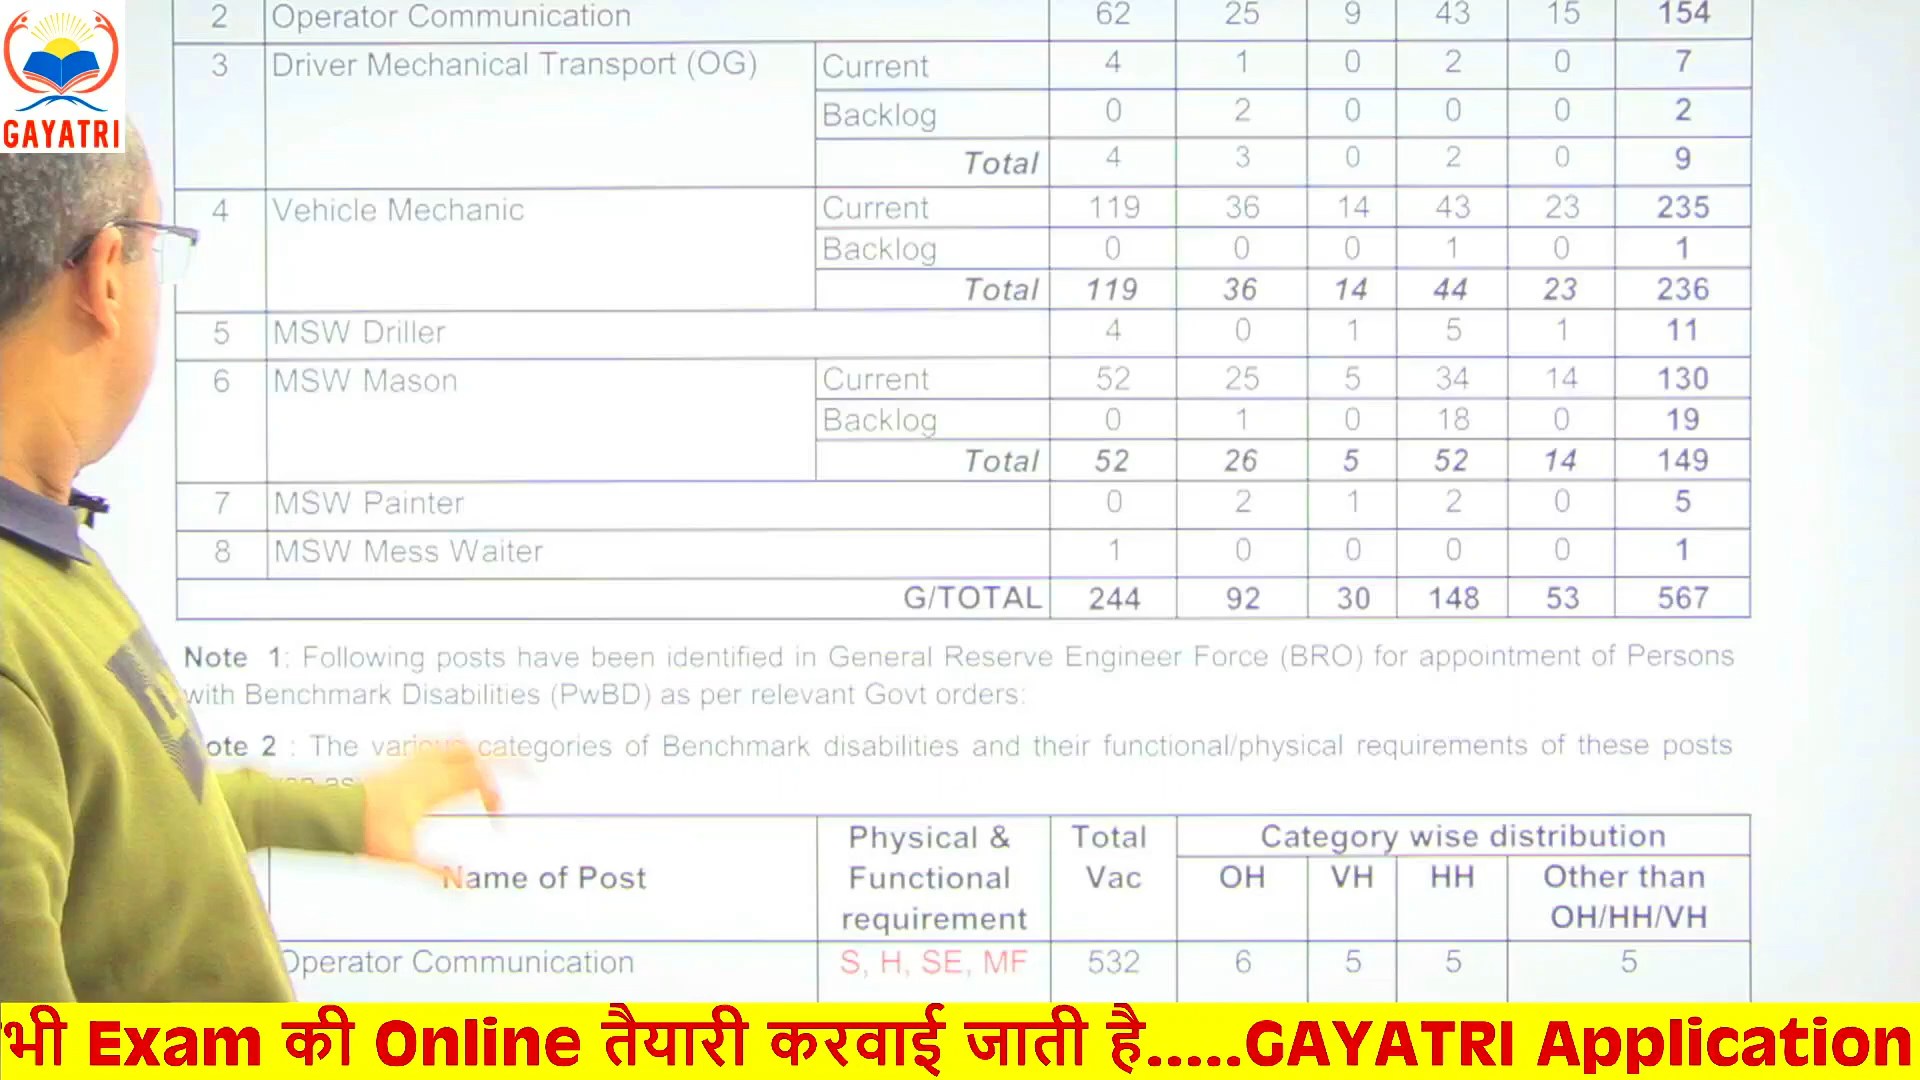 GAYATRI
2 Operator Communication 62 25 9 43 15 154
3 Driver Mechanical Transport (OG) Current 4 1 0 2 0 7
Backlog 0 2 0 0 0 2
Total 4 3 0 2 0 9
4 Vehicle Mechanic Current 119 36 14 43 23 235
Backlog 0 0 0 1 0 1
Total 119 36 14 44 23 236
5 MSW Driller 4 0 1 5 1 11
6 MSW Mason Current 52 25 5 34 14 130
Backlog 0 1 0 18 0 19
Total 52 26 5 52 14 149
7 MSW Painter 0 2 1 2 0 5
8 MSW Mess Waiter 1 0 0 0 0 1
G/TOTAL 244 92 30 148 53 567
Note 1: Following posts have been identified in General Reserve Engineer Force (BRO) for appointment of Persons
with Benchmark Disabilities (PwBD) as per relevant Govt orders:
ote 2 : The various categories of Benchmark disabilities and their functional/physical requirements of these posts
as
Name of Post Physical & Functional requirement Total Vac Category wise distribution
OH VH HH Other than OH/HH/VH
Operator Communication S, H, SE, MF 532 6 5 5 5
भी Exam की Online तैयारी करवाई जाती है.....GAYATRI Application